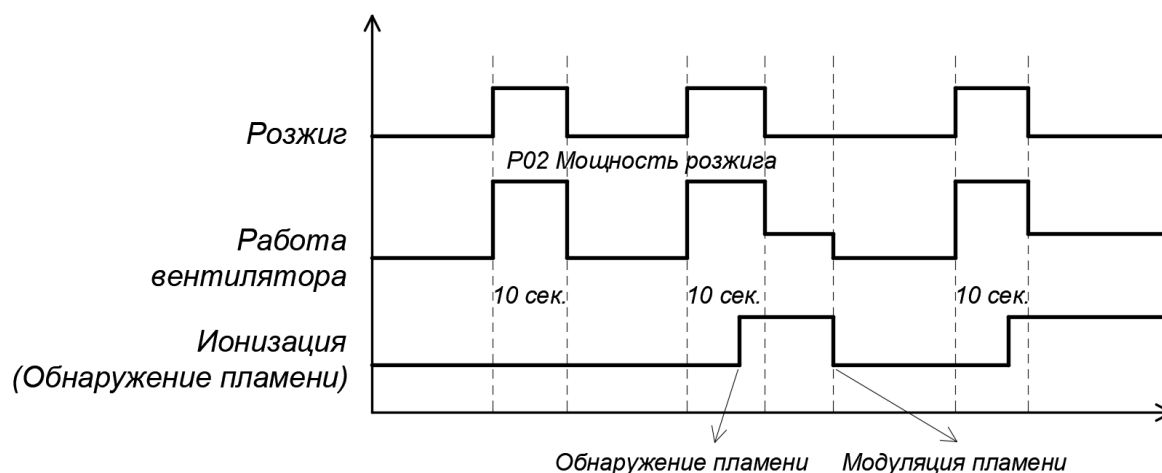 Розжиг
P02 Мощность розжига
Работа
вентилятора
10 сек.
10 сек.
10 сек.
Ионизация
(Обнаружение пламени)
Обнаружение пламени
Модуляция пламени